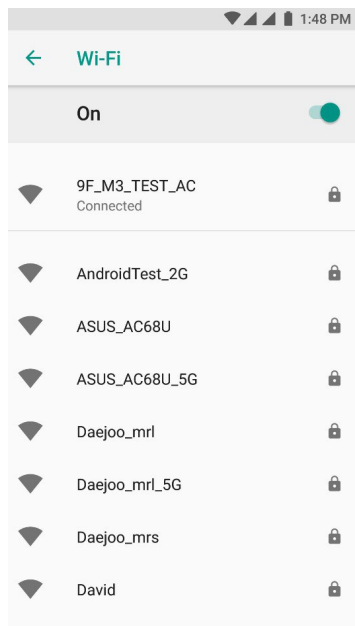 1:48 PM
Wi-Fi
On
9F_M3_TEST_AC
Connected
AndroidTest_2G
ASUS_AC68U
ASUS_AC68U_5G
Daejoo_mrl
Daejoo_mrl_5G
Daejoo_mrs
David